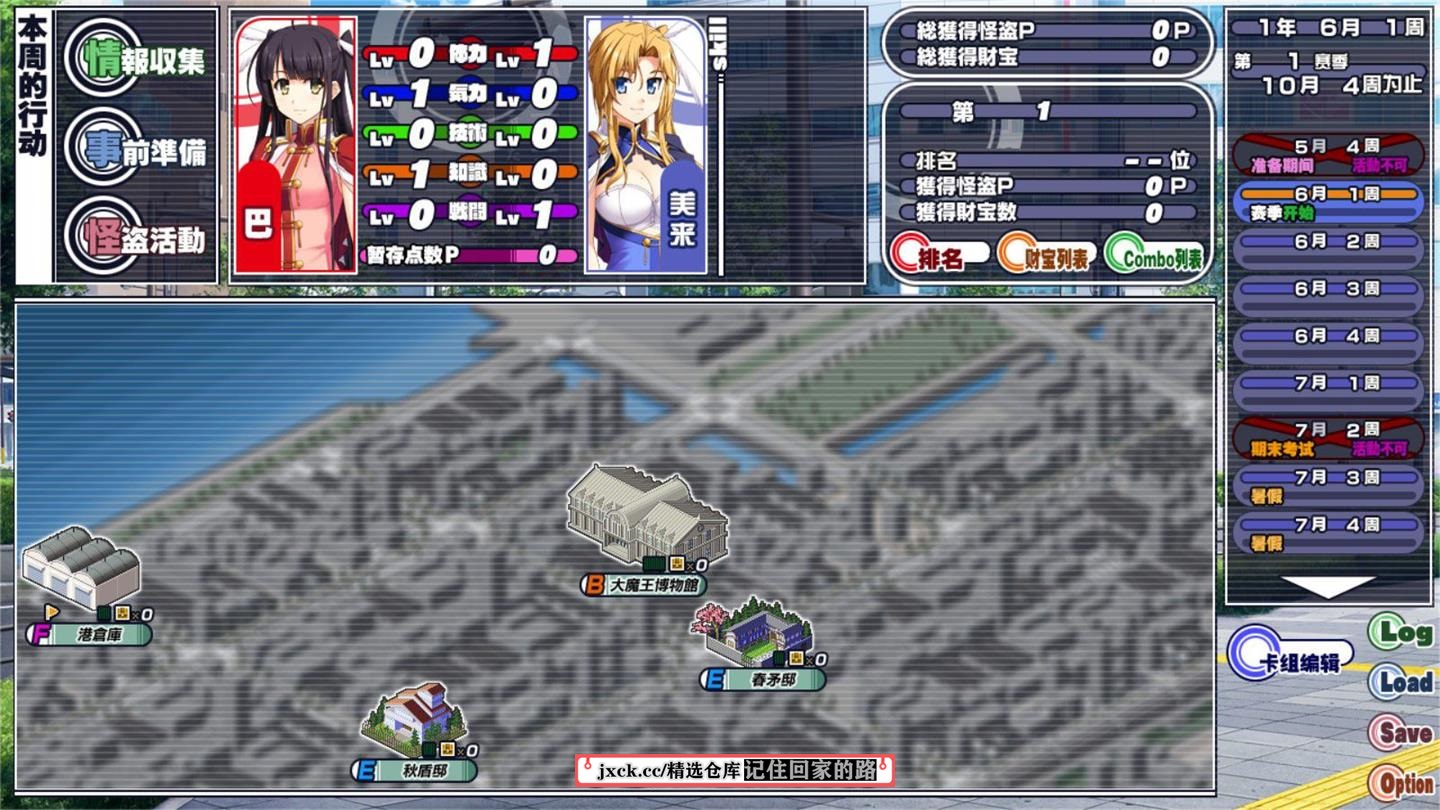 本周的行动
情報収集
事前準備
怪盗活動
巴
Lv 0 体力 Lv 1
Lv 1 気力 Lv 0
Lv 0 技術 Lv 0
Lv 1 知識 Lv 0
Lv 0 戦闘 Lv 1
暂存点数P 0
美来
Skill
総獲得怪盗P 0P
総獲得財宝 0
第 1
排名 --位
獲得怪盗P 0P
獲得財宝数 0
排名
財宝列表
Combo列表
1年 6月 1周
第 1 赛季
10月 4周为止
5月 4周
准备期间 活動不可
6月 1周
赛季开始
6月 2周
6月 3周
6月 4周
7月 1周
7月 2周
期末考试 活動不可
7月 3周
暑假
7月 4周
暑假
卡组编辑
Log
Load
Save
Option
×0
B 大魔王博物館
×0
F 港倉庫
×0
E 春矛邸
×0
E 秋盾邸
jxck.cc/精选仓库 记住回家的路